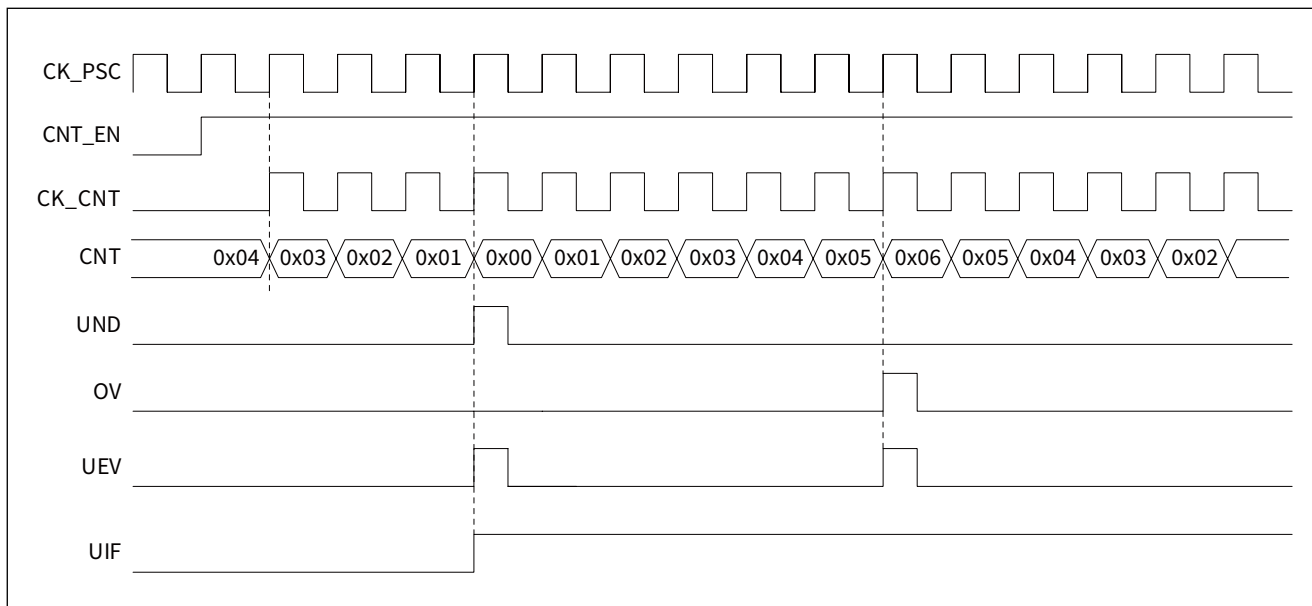 CK_PSC
CNT_EN
CK_CNT
CNT 0x04 0x03 0x02 0x01 0x00 0x01 0x02 0x03 0x04 0x05 0x06 0x05 0x04 0x03 0x02
UND
OV
UEV
UIF